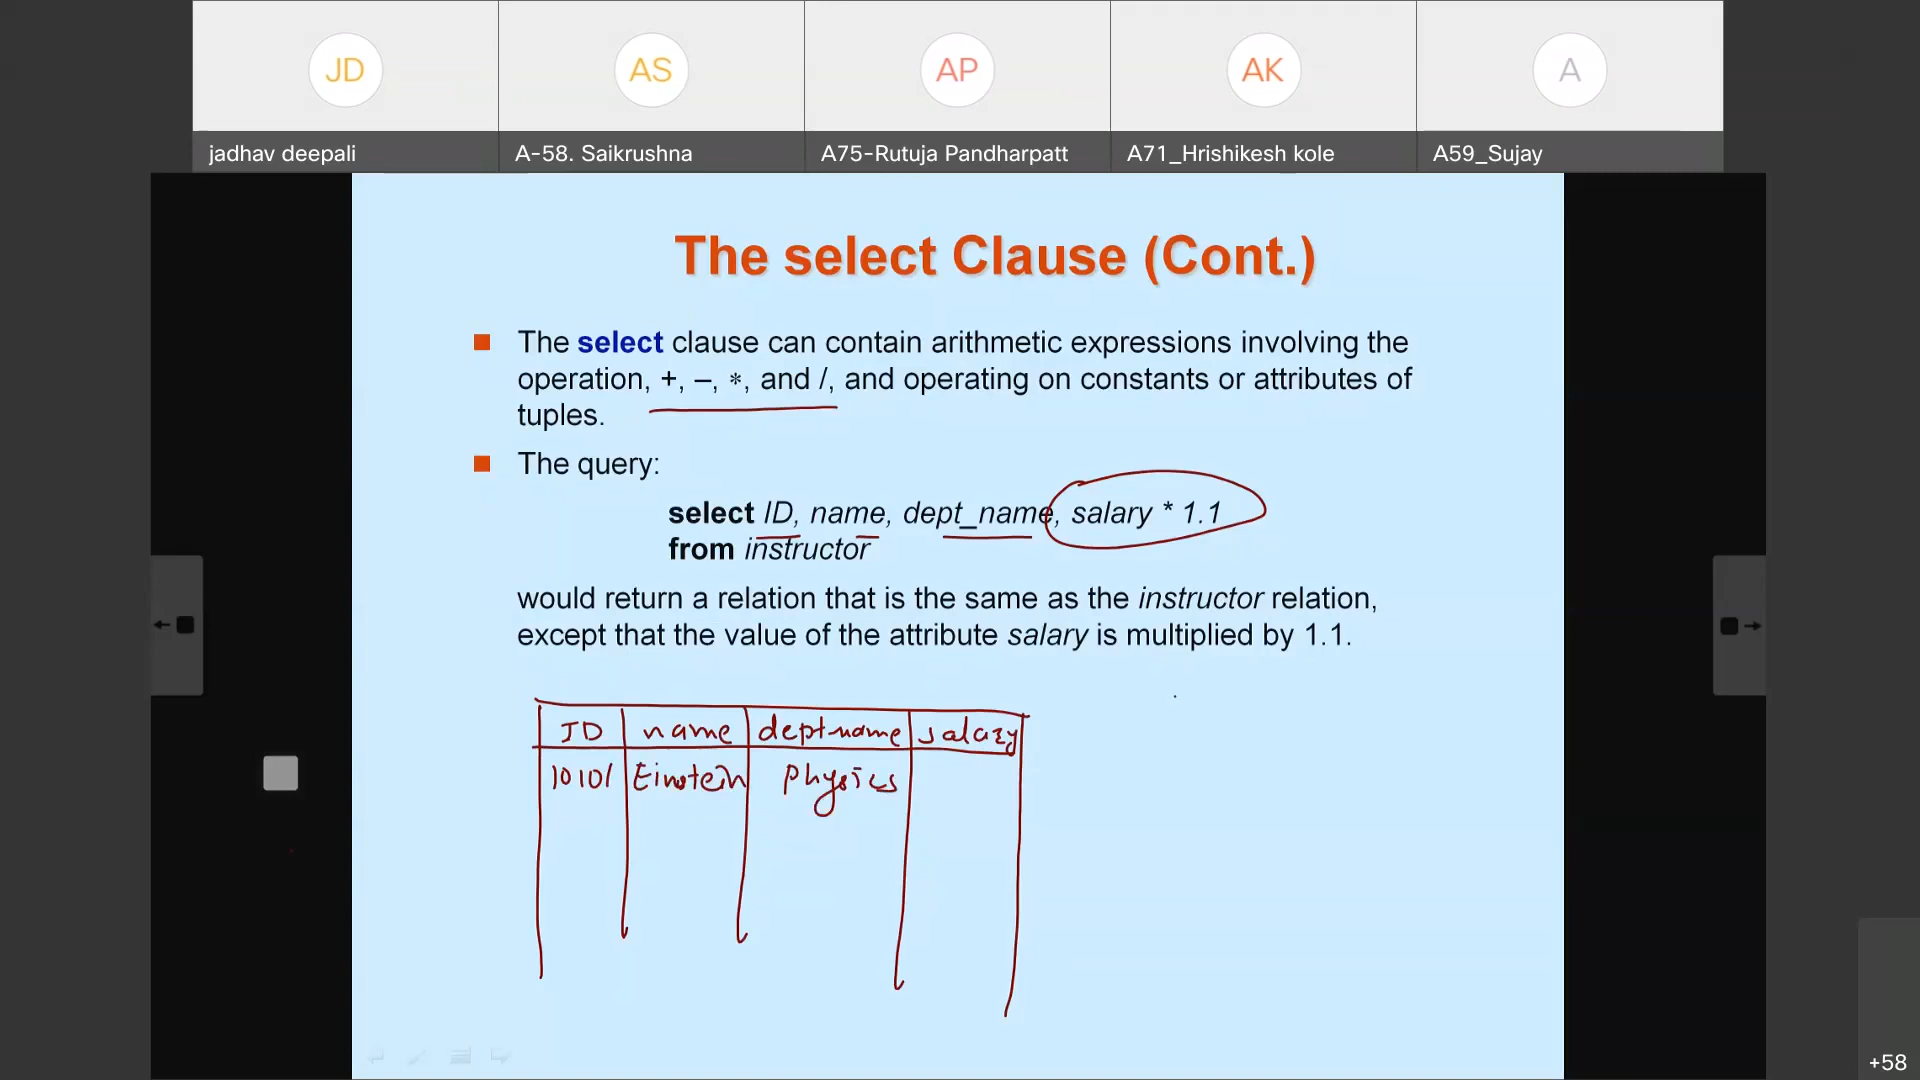 JD
AS
AP
AK
A
jadhav deepali
A-58. Saikrushna
A75-Rutuja Pandharpatt
A71_Hrishikesh kole
A59_Sujay
The select Clause (Cont.)
The select clause can contain arithmetic expressions involving the
operation, +, –, *, and /, and operating on constants or attributes of
tuples.
The query:
select ID, name, dept_name, salary * 1.1
from instructor
would return a relation that is the same as the instructor relation,
except that the value of the attribute salary is multiplied by 1.1.
ID name deptname salary
10101 Einstein Physics
+58